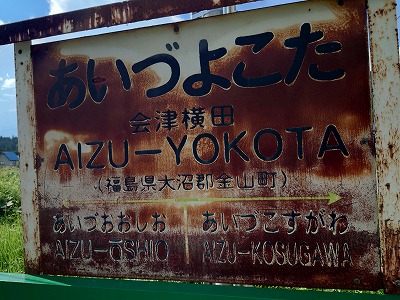 あいづよこた
会津横田
AIZU-YOKOTA
(福島県大沼郡金山町)
あいづおおしお　あいづこすがわ
AIZU-ŌSHIO　AIZU-KOSUGAWA